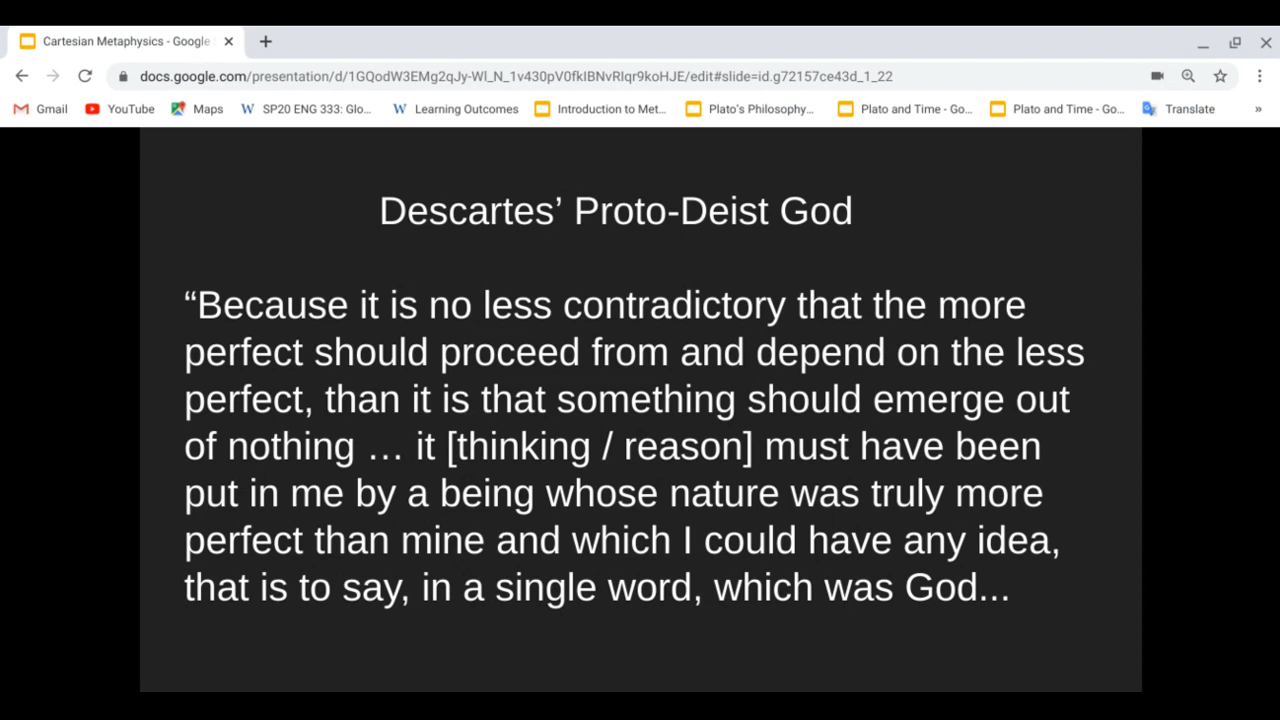 Cartesian Metaphysics - Google
docs.google.com/presentation/d/1GQodW3EMg2qJy-Wl_N_1v430pV0fkIBNvRIqr9koHJE/edit#slide=id.g72157ce43d_1_22
Gmail YouTube Maps SP20 ENG 333: Glo... Learning Outcomes Introduction to Met... Plato's Philosophy... Plato and Time - Go... Plato and Time - Go... Translate »
Descartes’ Proto-Deist God
“Because it is no less contradictory that the more
perfect should proceed from and depend on the less
perfect, than it is that something should emerge out
of nothing … it [thinking / reason] must have been
put in me by a being whose nature was truly more
perfect than mine and which I could have any idea,
that is to say, in a single word, which was God...